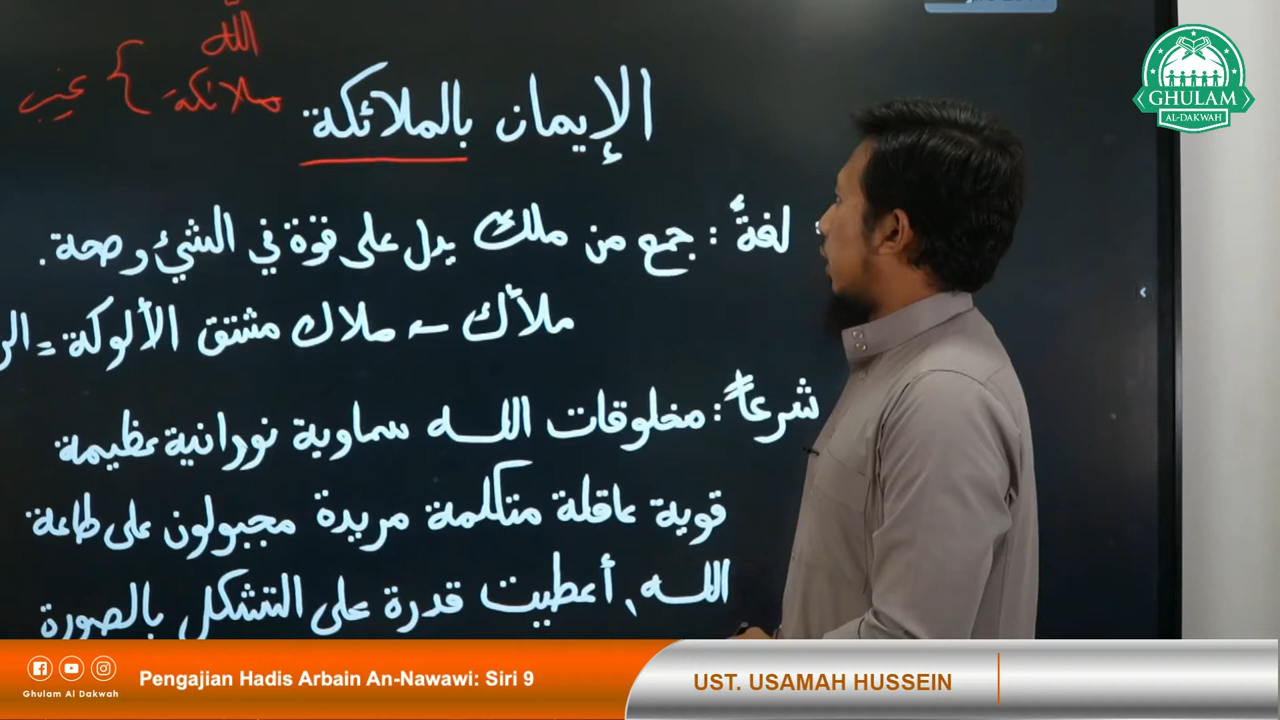 الله
ملائكة } غيب
الإيمان بالملائكة
لغةً : جمع من ملك يدل على قوة في الشيئ وصحة .
ملأك ← ملاك مشتق الألوكة =
شرعاً : مخلوقات الله سماوية نورانية عظيمة
قوية عاقلة متكلمة مريدة مجبولون على طاعة
الله، أعطيت قدرة على التشكل بالصورة
GHULAM
AL-DAKWAH
Ghulam Al Dakwah
Pengajian Hadis Arbain An-Nawawi: Siri 9
UST. USAMAH HUSSEIN